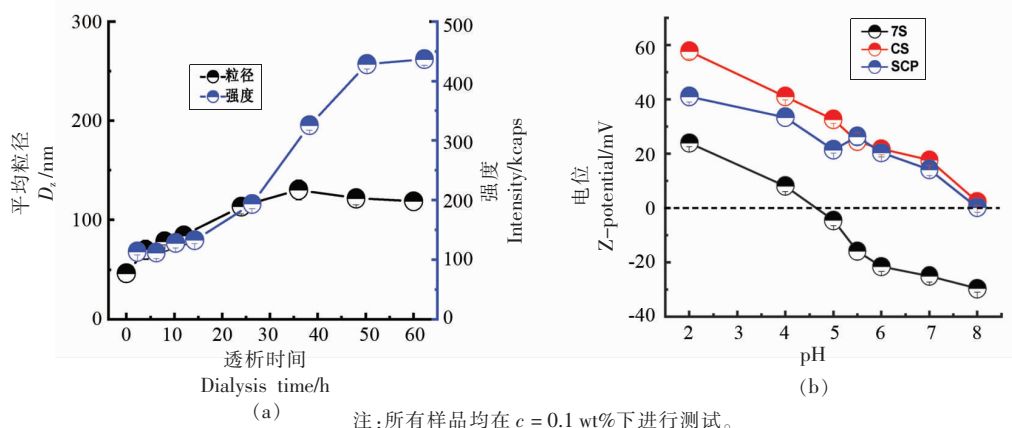 300
200
100
0
平均粒径
Dz/nm
粒径
强度
500
400
300
200
100
0
强度
Intensity/kcaps
0 10 20 30 40 50 60
透析时间
Dialysis time/h
(a)
60
40
20
0
-20
-40
电位
Z-potential/mV
7S
CS
SCP
2 3 4 5 6 7 8
pH
(b)
注:所有样品均在 c = 0.1 wt%下进行测试。